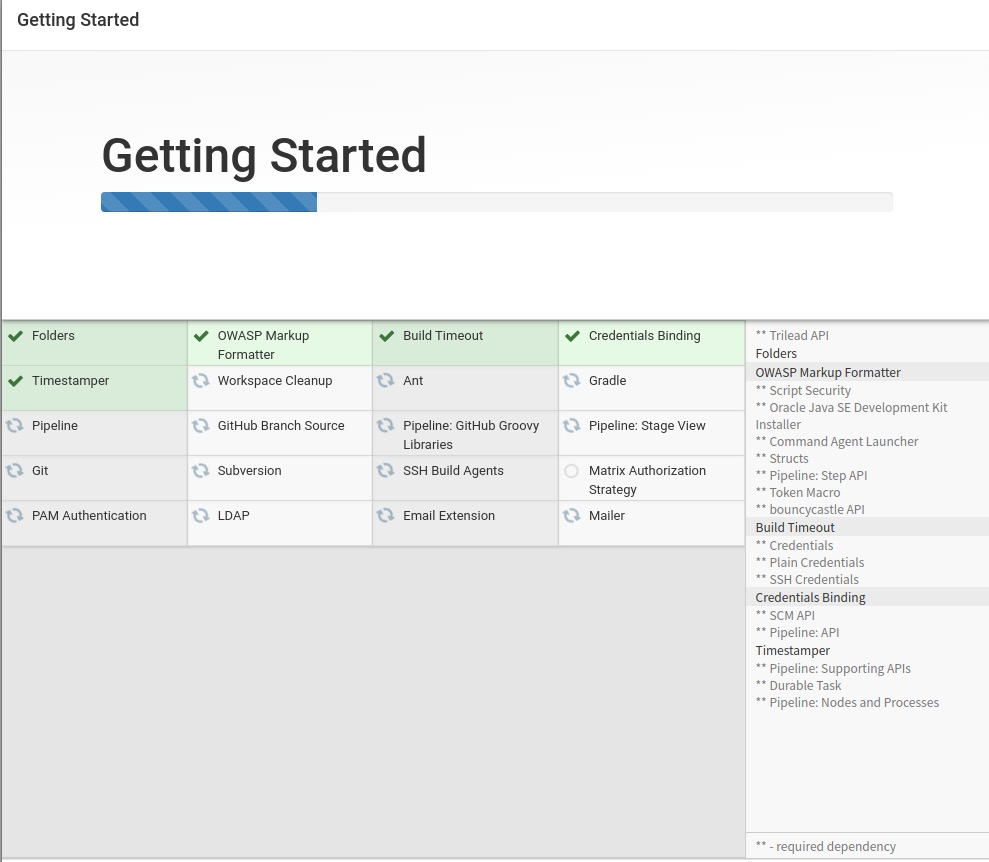 Getting Started
Getting Started
Folders
OWASP Markup
Formatter
Build Timeout
Credentials Binding
Timestamper
Workspace Cleanup
Ant
Gradle
Pipeline
GitHub Branch Source
Pipeline: GitHub Groovy
Libraries
Pipeline: Stage View
Git
Subversion
SSH Build Agents
Matrix Authorization
Strategy
PAM Authentication
LDAP
Email Extension
Mailer
** Trilead API
Folders
OWASP Markup Formatter
** Script Security
** Oracle Java SE Development Kit
Installer
** Command Agent Launcher
** Structs
** Pipeline: Step API
** Token Macro
** bouncycastle API
Build Timeout
** Credentials
** Plain Credentials
** SSH Credentials
Credentials Binding
** SCM API
** Pipeline: API
Timestamper
** Pipeline: Supporting APIs
** Durable Task
** Pipeline: Nodes and Processes
** - required dependency